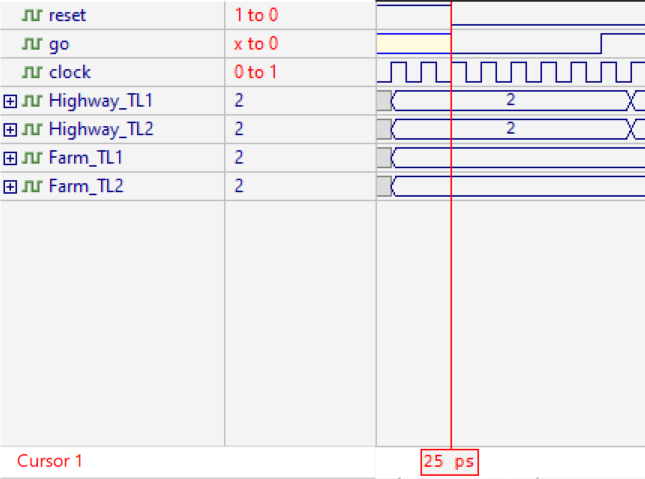 reset 1 to 0
go x to 0
clock 0 to 1
Highway_TL1 2 2
Highway_TL2 2 2
Farm_TL1 2
Farm_TL2 2
Cursor 1 25 ps